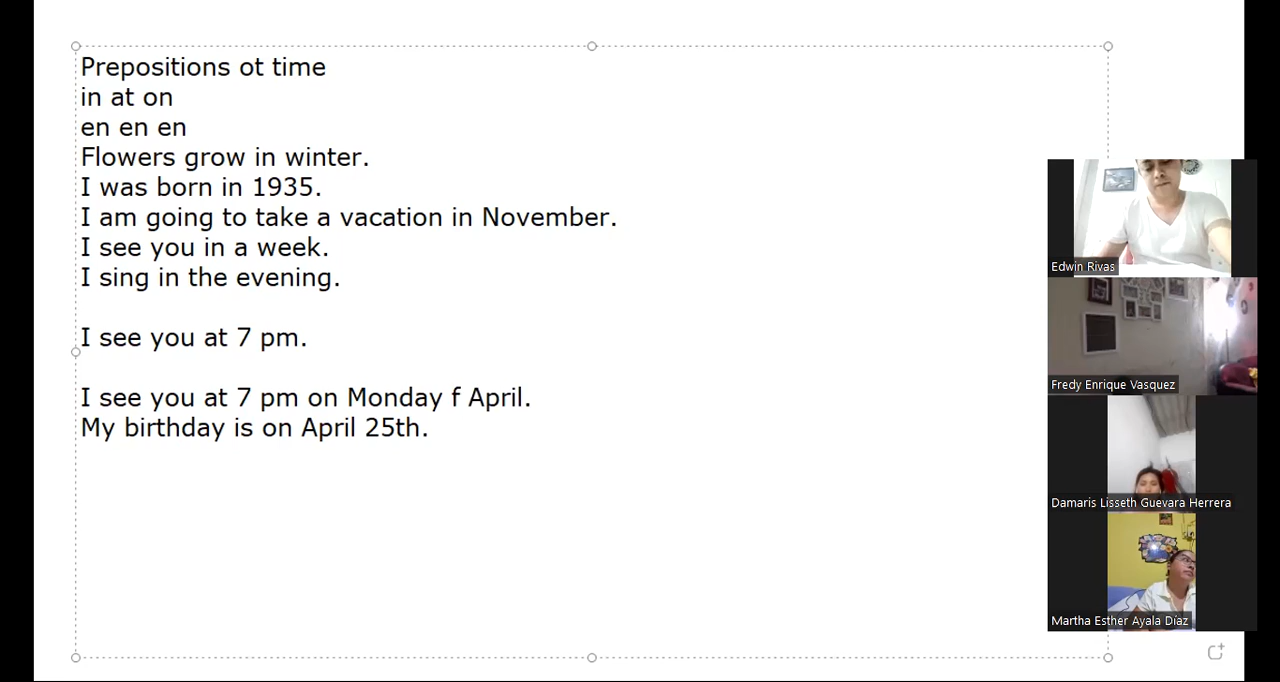 Prepositions ot time
in at on
en en en
Flowers grow in winter.
I was born in 1935.
I am going to take a vacation in November.
I see you in a week.
I sing in the evening.
I see you at 7 pm.
I see you at 7 pm on Monday f April.
My birthday is on April 25th.
Edwin Rivas
Fredy Enrique Vasquez
Damaris Lisseth Guevara Herrera
Martha Esther Ayala Díaz